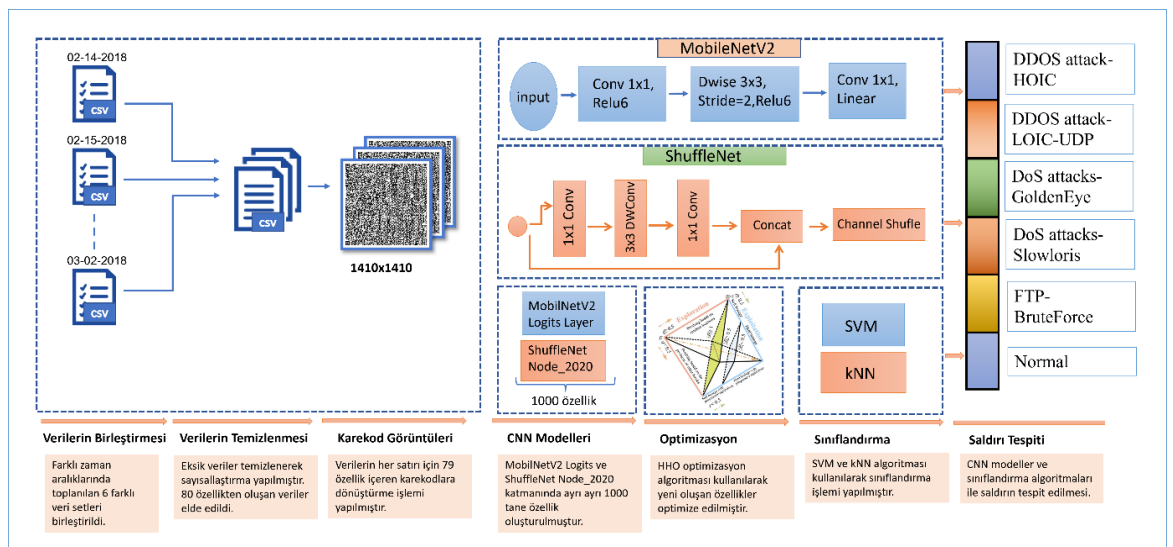 02-14-2018
CSV
02-15-2018
CSV
03-02-2018
CSV
CSV
1410x1410
MobileNetV2
input
Conv 1x1,
Relu6
Dwise 3x3,
Stride=2,Relu6
Conv 1x1,
Linear
ShuffleNet
1x1 Conv
3x3 DWConv
1x1 Conv
Concat
Channel Shufle
MobilNetV2
Logits Layer
ShuffleNet
Node_2020
1000 özellik
Exploration
SVM
kNN
DDOS attack-
HOIC
DDOS attack-
LOIC-UDP
DoS attacks-
GoldenEye
DoS attacks-
Slowloris
FTP-
BruteForce
Normal
Verilerin Birleştirmesi
Farklı zaman
aralıklarında
toplanılan 6 farklı
veri setleri
birleştirildi.
Verilerin Temizlenmesi
Eksik veriler temizlenerek
sayısallaştırma yapılmıştır.
80 özellikten oluşan veriler
elde edildi.
Karekod Görüntüleri
Verilerin her satırı için 79
özellik içeren karekodlara
dönüştürme işlemi
yapılmıştır.
CNN Modelleri
MobilNetV2 Logits ve
ShuffleNet Node_2020
katmanında ayrı ayrı 1000
tane özellik
oluşturulmuştur.
Optimizasyon
HHO optimizasyon
algoritması kullanılarak
yeni oluşan özellikler
optimize edilmiştir.
Sınıflandırma
SVM ve kNN algoritması
kullanılarak sınıflandırma
işlemi yapılmıştır.
Saldırı Tespiti
CNN modeller ve
sınıflandırma algoritmaları
ile saldırın tespit edilmesi.